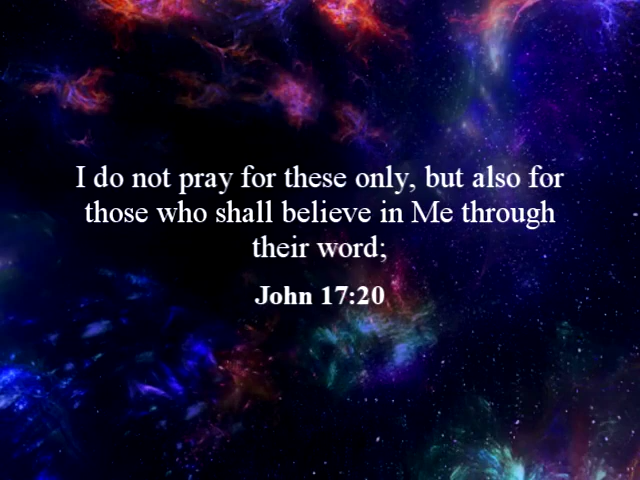 I do not pray for these only, but also for
those who shall believe in Me through
their word;
John 17:20